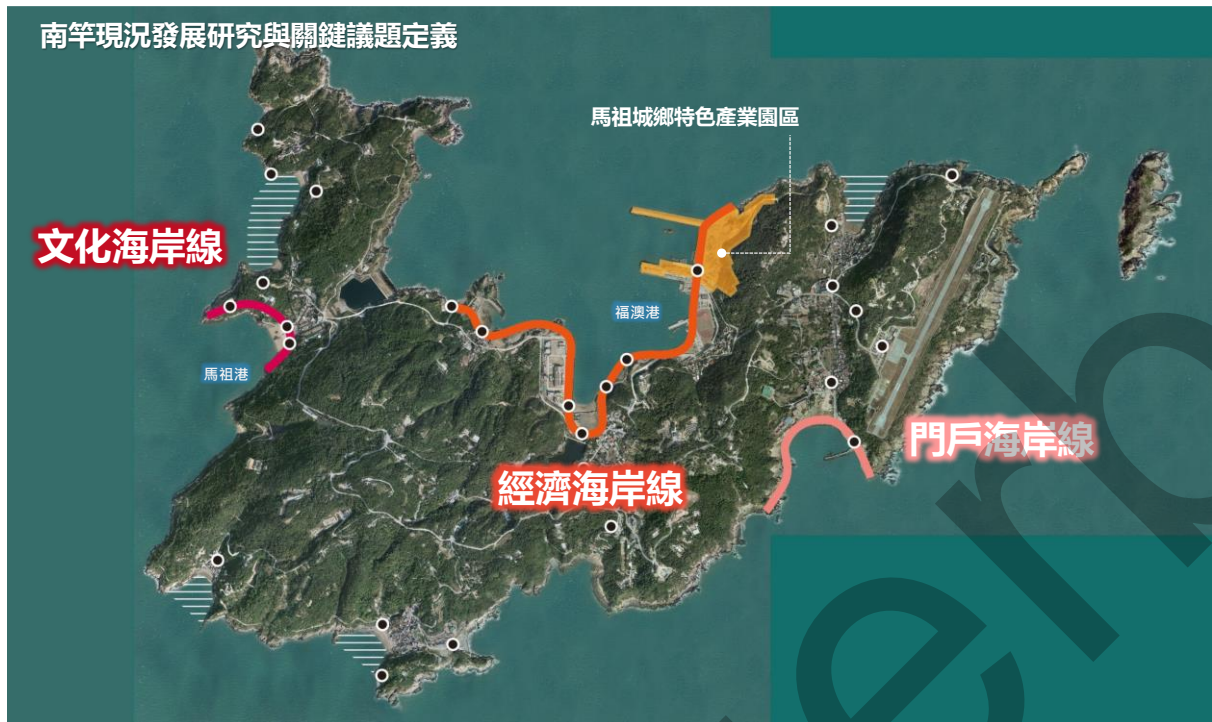 南竿現況發展研究與關鍵議題定義
馬祖城鄉特色產業園區
文化海岸線
福澳港
馬祖港
門戶海岸線
經濟海岸線